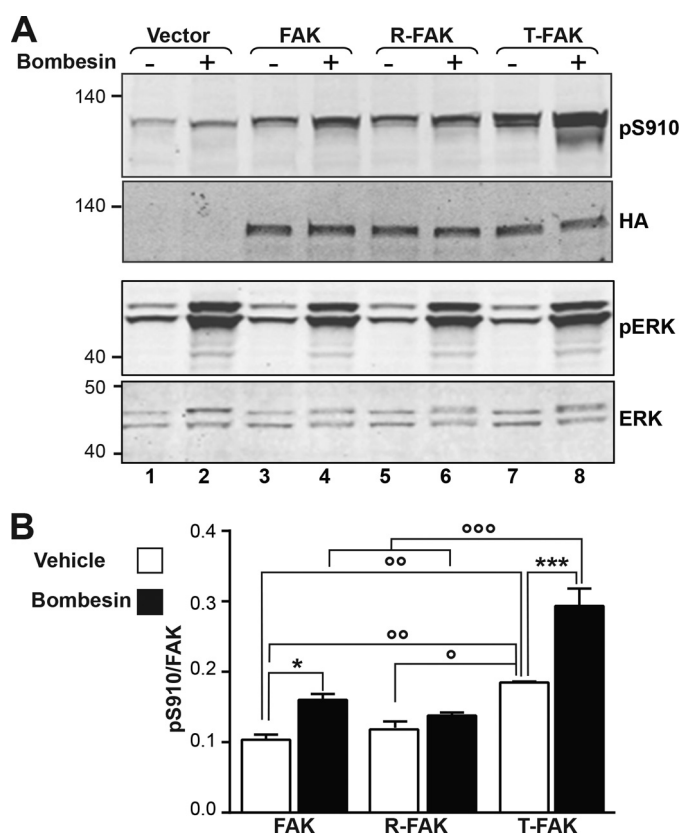 A
Vector FAK R-FAK T-FAK
Bombesin - + - + - + - +
140
pS910
140
HA
pERK
40
50
ERK
40
1 2 3 4 5 6 7 8
B
Vehicle
Bombesin
pS910/FAK
0.4
0.3
0.2
0.1
0.0
°°°
°°
***
°°
°
*
FAK R-FAK T-FAK